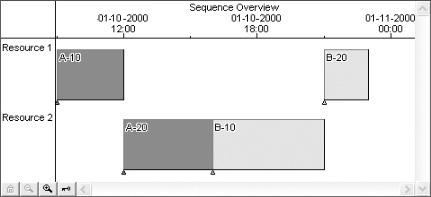 Sequence Overview
01-10-2000 01-10-2000 01-11-2000
12:00 18:00 00:00
Resource 1
A-10 B-20
Resource 2
A-20 B-10